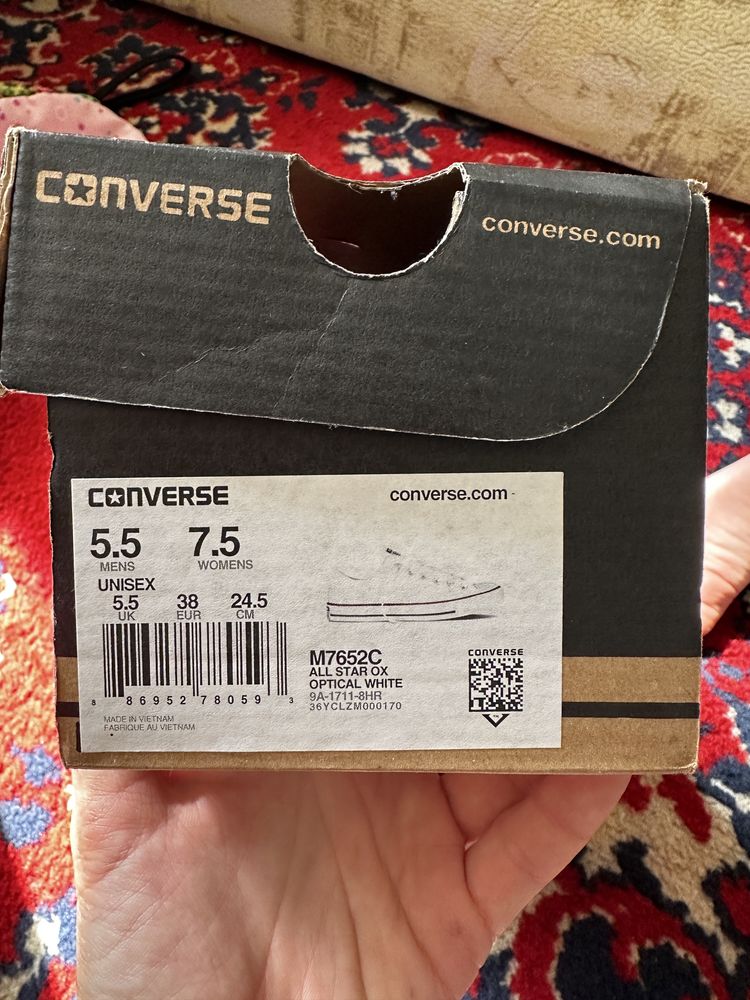 CONVERSE
converse.com
CONVERSE converse.com
5.5 7.5
MENS WOMENS
UNISEX
5.5 38 24.5
UK EUR CM
8 86952 78059 3
MADE IN VIETNAM
FABRIQUE AU VIETNAM
M7652C
ALL STAR OX
OPTICAL WHITE
9A-1711-8HR
36YCLZM000170
CONVERSE